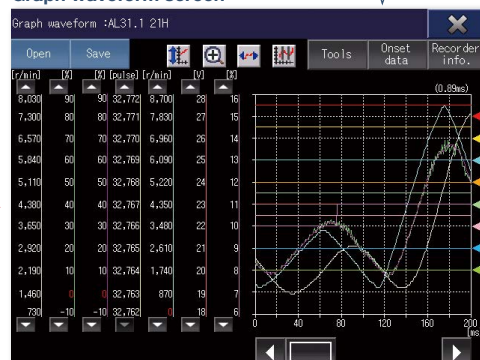 Graph waveform screen
Graph waveform :AL31.1 21H
Open Save Tools Onset data Recorder info.
[r/min] [%] [%] [pulse] [r/min] [V] [%]
(0.89ms)
8,030 90 90 32,772 8,700 28 16
7,300 80 80 32,771 7,830 27 15
6,570 70 70 32,770 6,960 26 14
5,840 60 60 32,769 6,090 25 13
5,110 50 50 32,768 5,220 24 12
4,380 40 40 32,767 4,350 23 11
3,650 30 30 32,766 3,480 22 10
2,920 20 20 32,765 2,610 21 9
2,190 10 10 32,764 1,740 20 8
1,460 0 0 32,763 870 19 7
730 -10 -10 32,762 0 18 6
0 40 80 120 160 200
[ms]